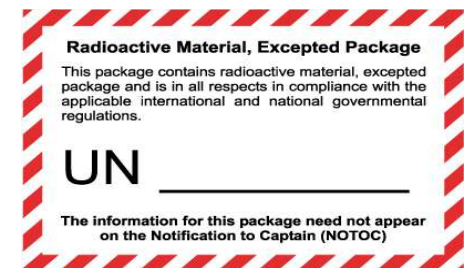 Radioactive Material, Excepted Package
This package contains radioactive material, excepted
package and is in all respects in compliance with the
applicable international and national governmental
regulations.
UN
The information for this package need not appear
on the Notification to Captain (NOTOC)